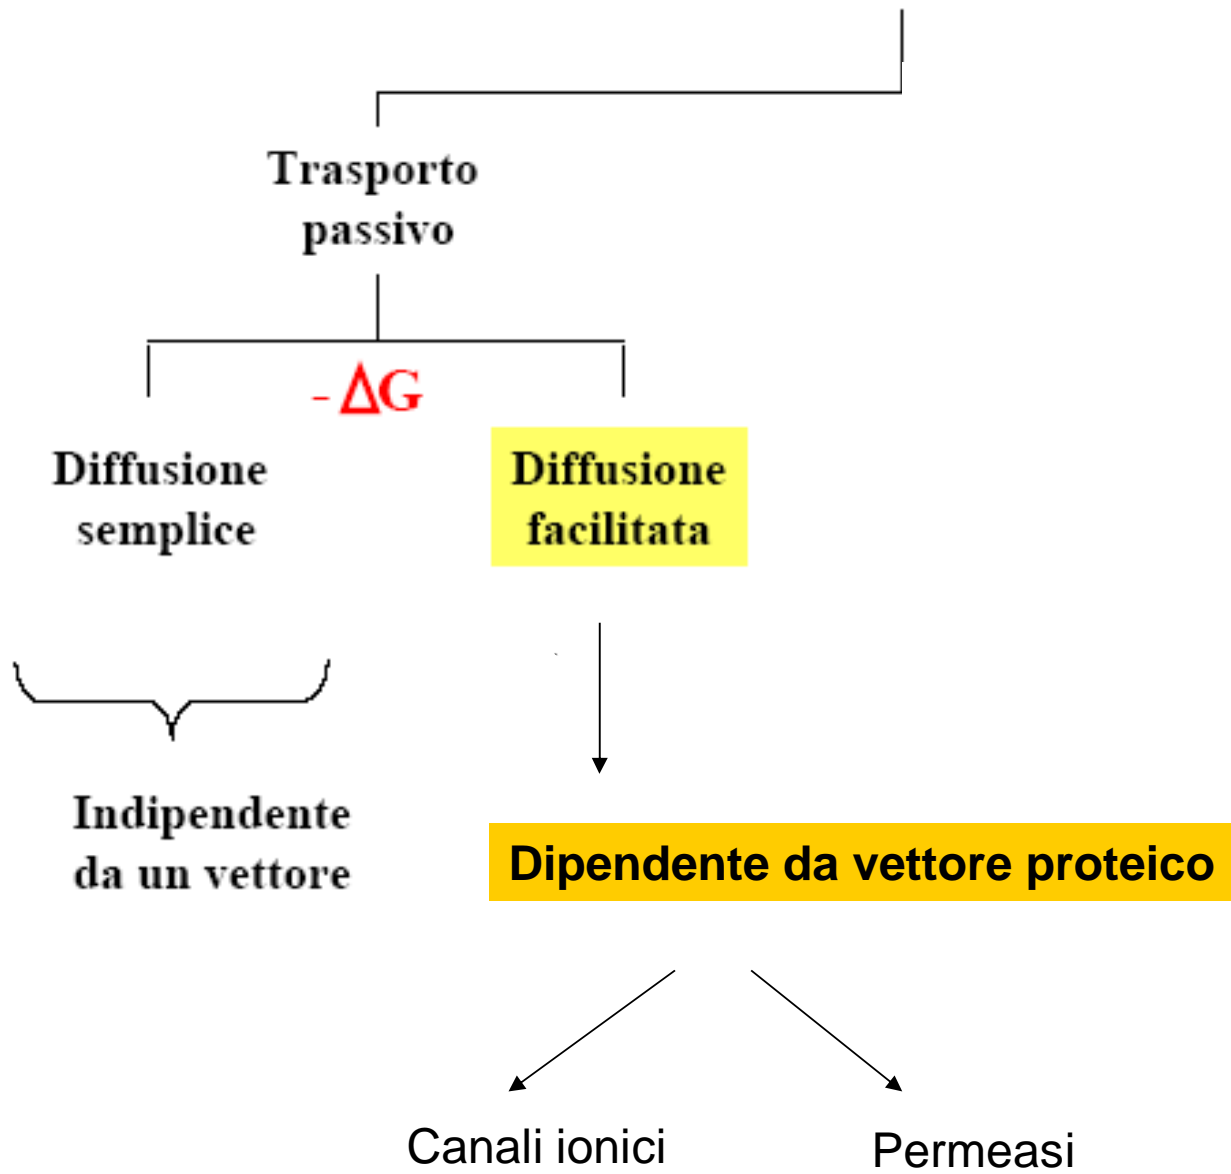 Trasporto
passivo
- ΔG
Diffusione
semplice
Diffusione
facilitata
Indipendente
da un vettore
Dipendente da vettore proteico
Canali ionici
Permeasi